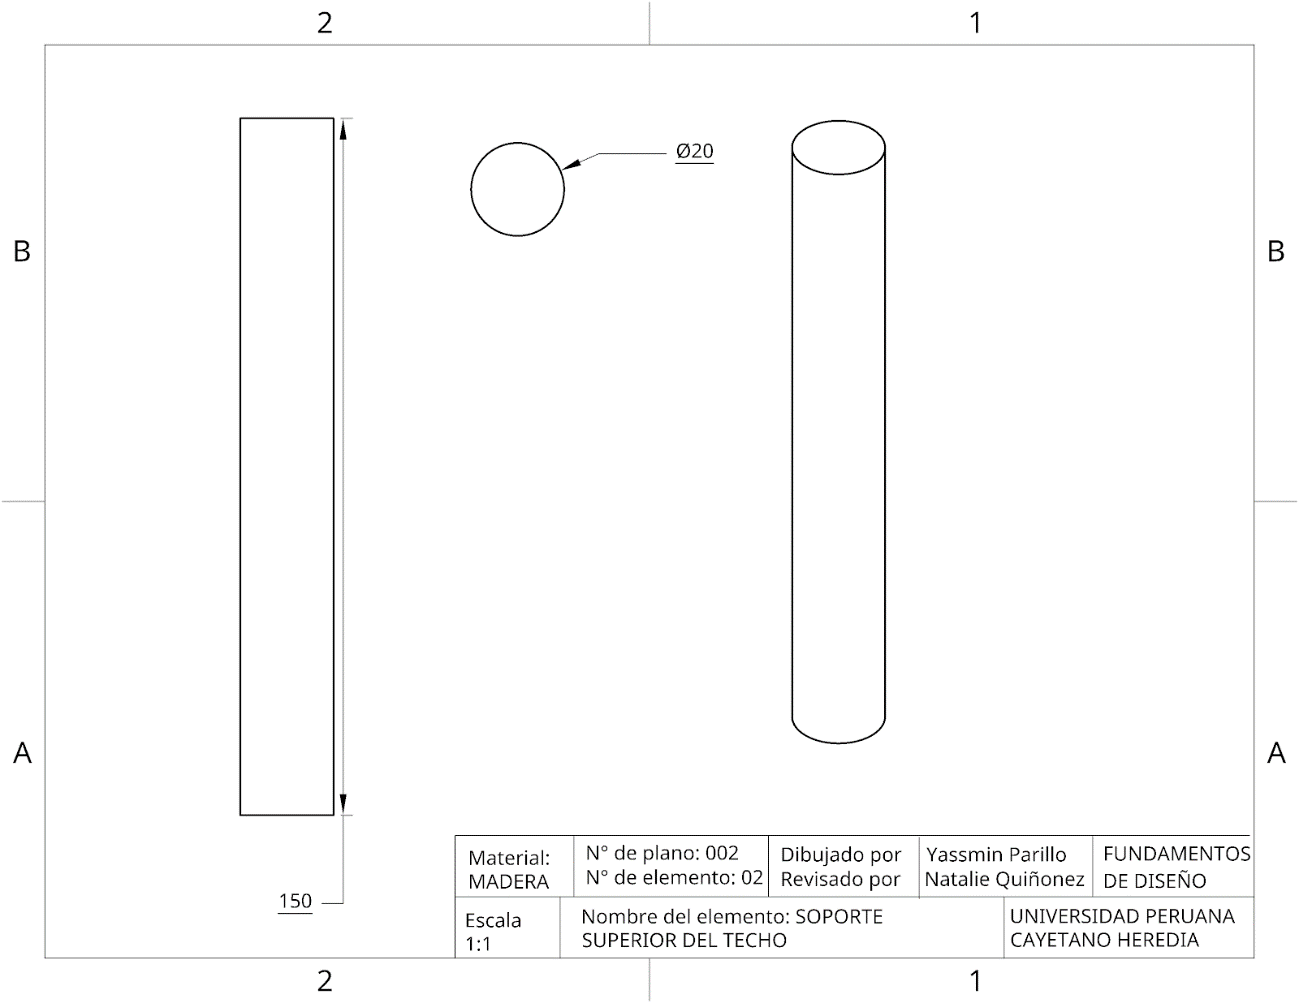 2
1
B
B
Ø20
A
A
150
Material:
MADERA
N° de plano: 002
N° de elemento: 02
Dibujado por
Revisado por
Yassmin Parillo
Natalie Quiñonez
FUNDAMENTOS
DE DISEÑO
Escala
1:1
Nombre del elemento: SOPORTE
SUPERIOR DEL TECHO
UNIVERSIDAD PERUANA
CAYETANO HEREDIA
2
1